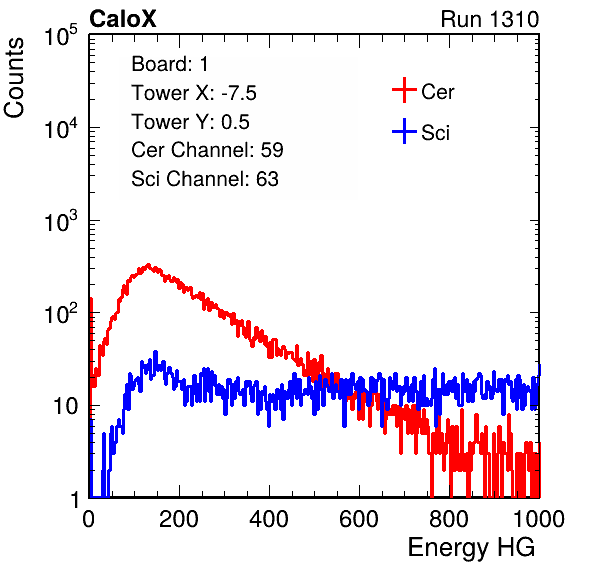 CaloX Run 1310
Counts
Board: 1
Tower X: -7.5
Tower Y: 0.5
Cer Channel: 59
Sci Channel: 63
Cer
Sci
10^5
10^4
10^3
10^2
10
1
0 200 400 600 800 1000
Energy HG